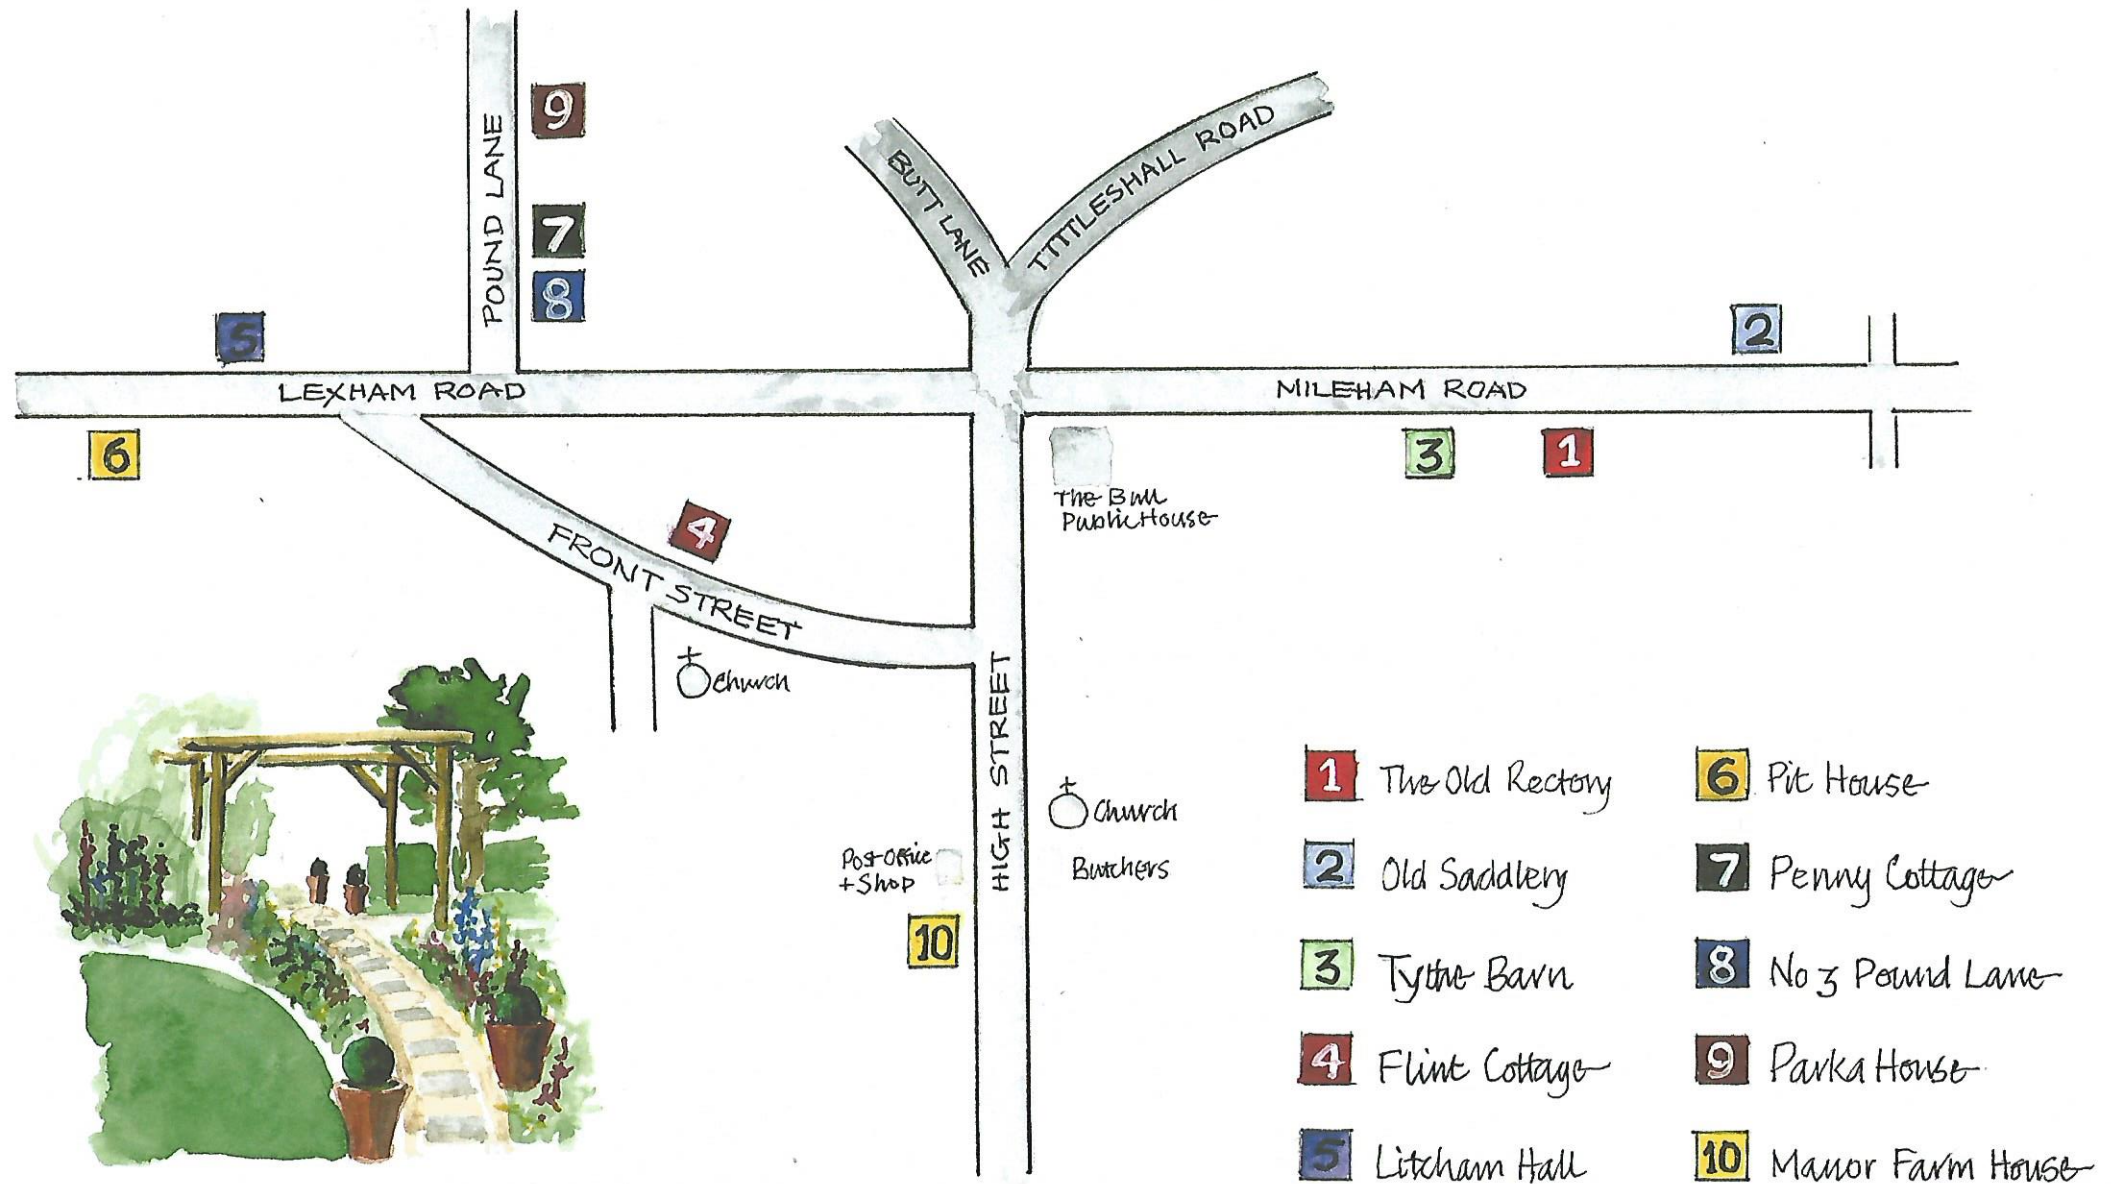 9
POUND LANE
7
8
BUTT LANE
TTTTLESHALL ROAD
5
2
LEXHAM ROAD
MILEHAM ROAD
6
3
1
The Bull
Public House
4
FRONT STREET
Church
HIGH STREET
Church
Post Office
+ Shop
Butchers
10
1 The Old Rectory
2 Old Saddlery
3 Tythe Barn
4 Flint Cottage
5 Litcham Hall
6 Pit House
7 Penny Cottage
8 No 3 Pound Lane
9 Parka House
10 Manor Farm House